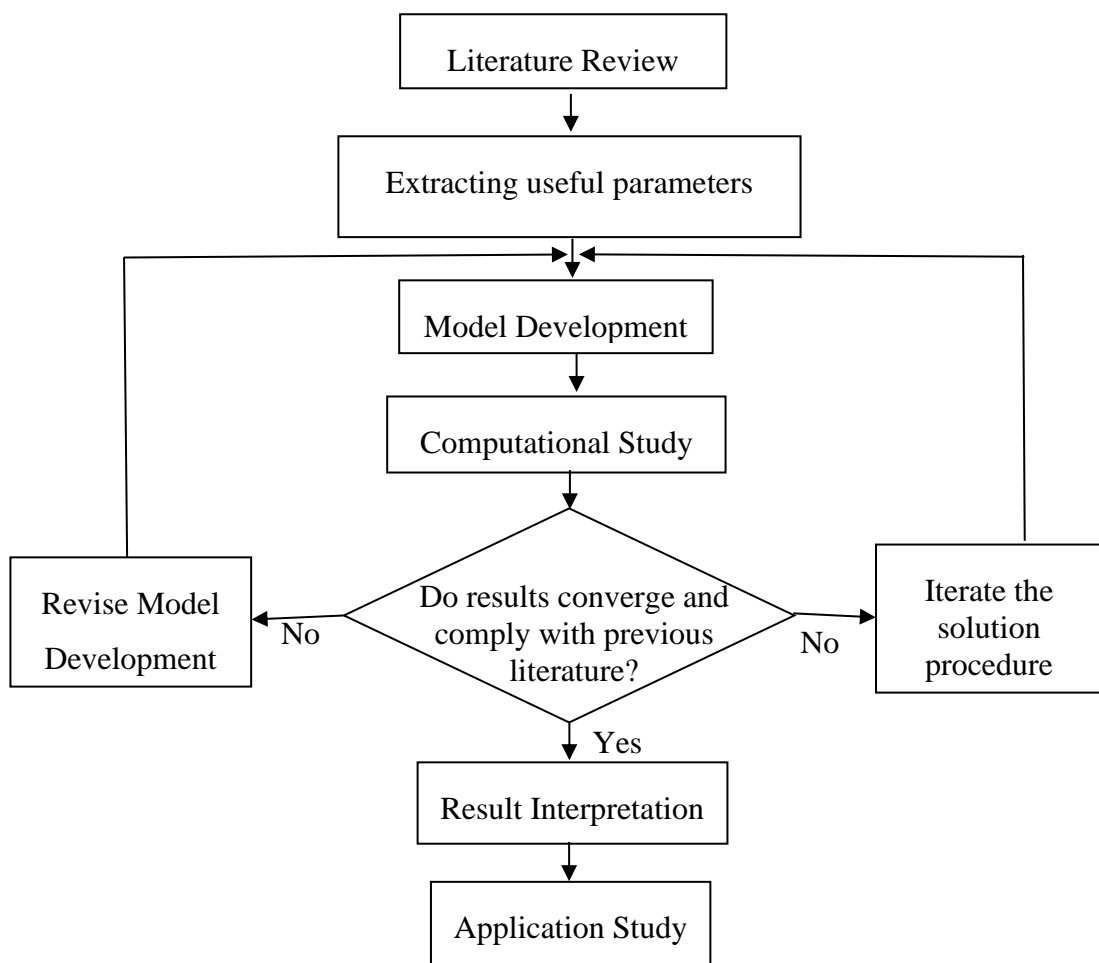 Literature Review
Extracting useful parameters
Model Development
Computational Study
Do results converge and
comply with previous
literature?
No
Revise Model
Development
No
Iterate the
solution
procedure
Yes
Result Interpretation
Application Study